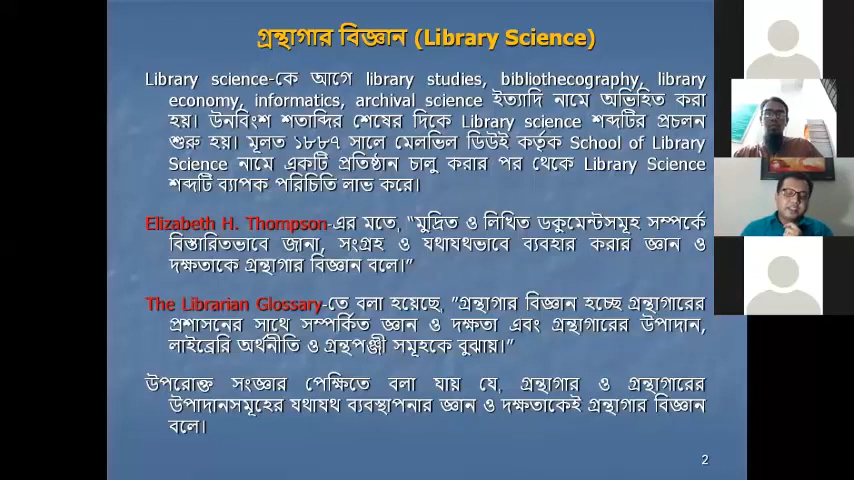 গ্রন্থাগার বিজ্ঞান (Library Science)
Library science-কে আগে library studies, bibliothecography, library
economy, informatics, archival science ইত্যাদি নামে অভিহিত করা
হয়। উনবিংশ শতাব্দির শেষের দিকে Library science শব্দটির প্রচলন
শুরু হয়। মূলত ১৮৮৭ সালে মেলভিল ডিউই কর্তৃক School of Library
Science নামে একটি প্রতিষ্ঠান চালু করার পর থেকে Library Science
শব্দটি ব্যাপক পরিচিতি লাভ করে।
Elizabeth H. Thompson-এর মতে, “মুদ্রিত ও লিখিত ডকুমেন্টসমূহ সম্পর্কে
বিস্তারিতভাবে জানা, সংগ্রহ ও যথাযথভাবে ব্যবহার করার জ্ঞান ও
দক্ষতাকে গ্রন্থাগার বিজ্ঞান বলে।”
The Librarian Glossary-তে বলা হয়েছে, ”গ্রন্থাগার বিজ্ঞান হচ্ছে গ্রন্থাগারের
প্রশাসনের সাথে সম্পর্কিত জ্ঞান ও দক্ষতা এবং গ্রন্থাগারের উপাদান,
লাইব্রেরি অর্থনীতি ও গ্রন্থপঞ্জী সমূহকে বুঝায়।”
উপরোক্ত সংজ্ঞার পেক্ষিতে বলা যায় যে, গ্রন্থাগার ও গ্রন্থাগারের
উপাদানসমূহের যথাযথ ব্যবস্থাপনার জ্ঞান ও দক্ষতাকেই গ্রন্থাগার বিজ্ঞান
বলে।
2